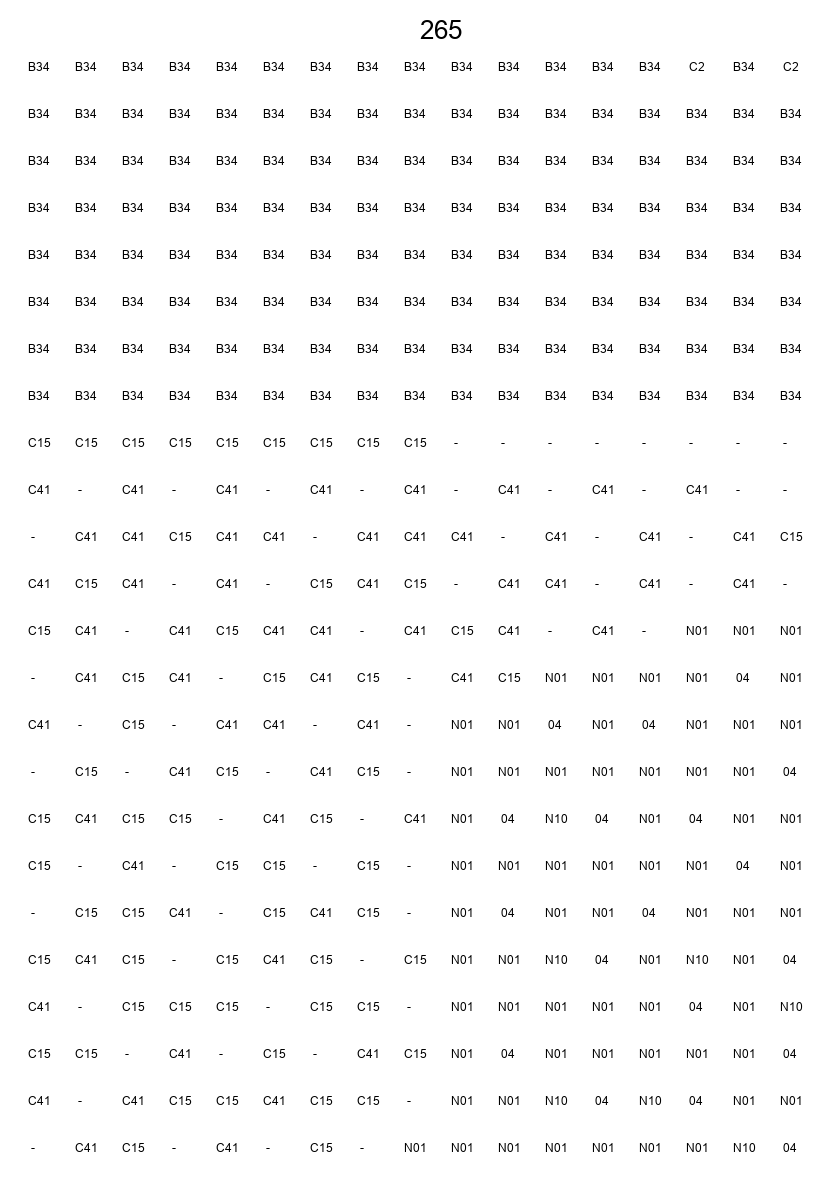 265
B34 B34 B34 B34 B34 B34 B34 B34 B34 B34 B34 B34 B34 B34 C2 B34 C2
B34 B34 B34 B34 B34 B34 B34 B34 B34 B34 B34 B34 B34 B34 B34 B34 B34
B34 B34 B34 B34 B34 B34 B34 B34 B34 B34 B34 B34 B34 B34 B34 B34 B34
B34 B34 B34 B34 B34 B34 B34 B34 B34 B34 B34 B34 B34 B34 B34 B34 B34
B34 B34 B34 B34 B34 B34 B34 B34 B34 B34 B34 B34 B34 B34 B34 B34 B34
B34 B34 B34 B34 B34 B34 B34 B34 B34 B34 B34 B34 B34 B34 B34 B34 B34
B34 B34 B34 B34 B34 B34 B34 B34 B34 B34 B34 B34 B34 B34 B34 B34 B34
B34 B34 B34 B34 B34 B34 B34 B34 B34 B34 B34 B34 B34 B34 B34 B34 B34
C15 C15 C15 C15 C15 C15 C15 C15 C15 - - - - - - - -
C41 - C41 - C41 - C41 - C41 - C41 - C41 - C41 - -
- C41 C41 C15 C41 C41 - C41 C41 C41 - C41 - C41 - C41 C15
C41 C15 C41 - C41 - C15 C41 C15 - C41 C41 - C41 - C41 -
C15 C41 - C41 C15 C41 C41 - C41 C15 C41 - C41 - N01 N01 N01
- C41 C15 C41 - C15 C41 C15 - C41 C15 N01 N01 N01 N01 04 N01
C41 - C15 - C41 C41 - C41 - N01 N01 04 N01 04 N01 N01 N01
- C15 - C41 C15 - C41 C15 - N01 N01 N01 N01 N01 N01 N01 04
C15 C41 C15 C15 - C41 C15 - C41 N01 04 N10 04 N01 04 N01 N01
C15 - C41 - C15 C15 - C15 - N01 N01 N01 N01 N01 N01 04 N01
- C15 C15 C41 - C15 C41 C15 - N01 04 N01 N01 04 N01 N01 N01
C15 C41 C15 - C15 C41 C15 - C15 N01 N01 N10 04 N01 N10 N01 04
C41 - C15 C15 C15 - C15 C15 - N01 N01 N01 N01 N01 04 N01 N10
C15 C15 - C41 - C15 - C41 C15 N01 04 N01 N01 N01 N01 N01 04
C41 - C41 C15 C15 C41 C15 C15 - N01 N01 N10 04 N10 04 N01 N01
- C41 C15 - C41 - C15 - N01 N01 N01 N01 N01 N01 N01 N10 04